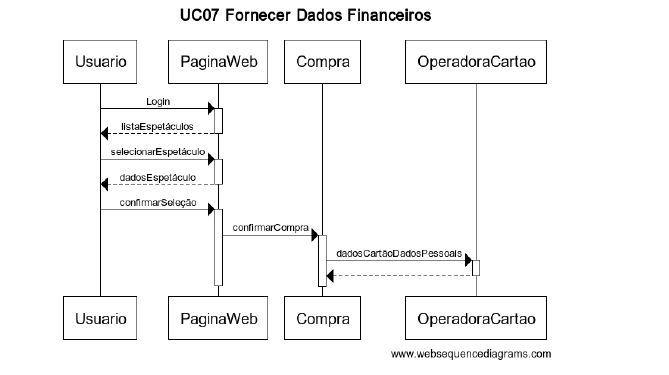 UC07 Fornecer Dados Financeiros
Usuario PaginaWeb Compra OperadoraCartao
Login
listaEspetáculos
selecionarEspetáculo
dadosEspetáculo
confirmarSeleção
confirmarCompra
dadosCartãoDadosPessoais
Usuario PaginaWeb Compra OperadoraCartao
www.websequencediagrams.com